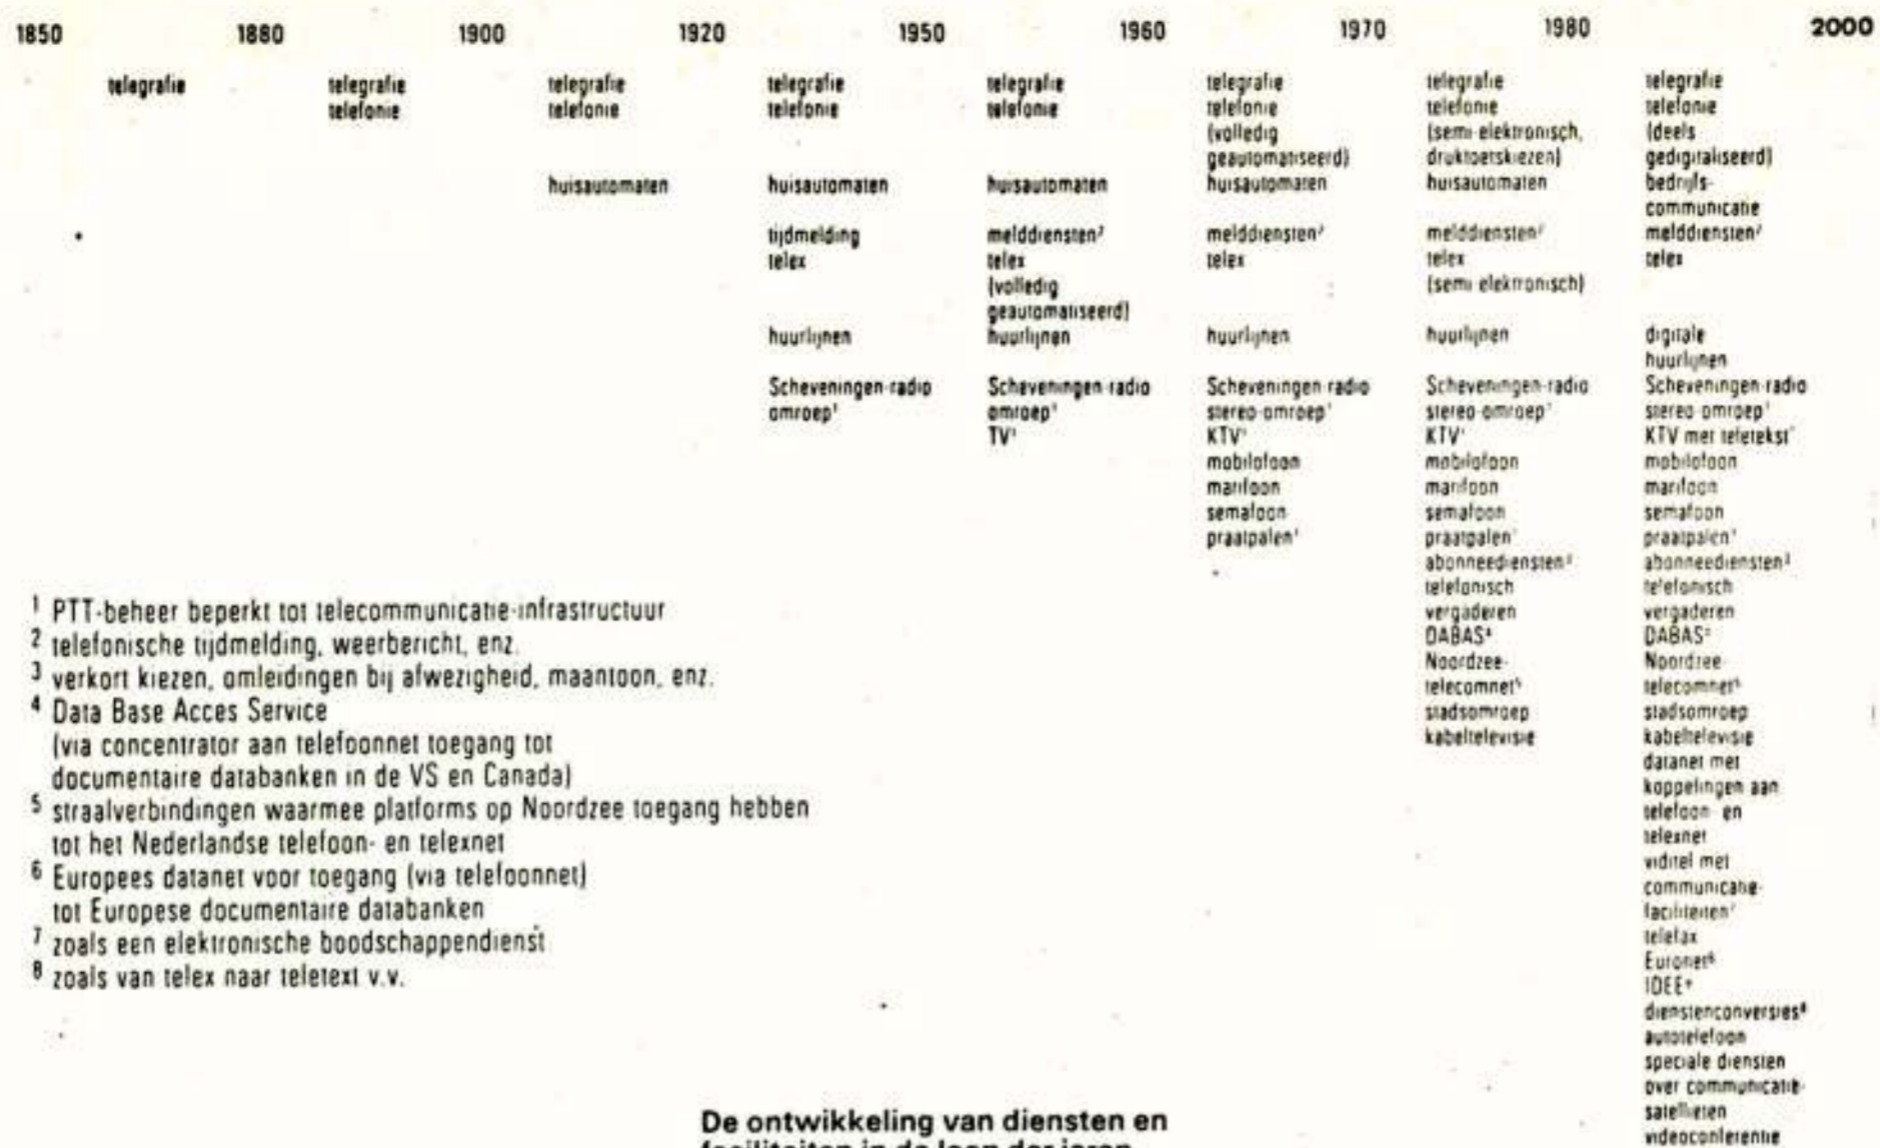 1850 1880 1900 1920 1950 1960 1970 1980 2000
telegrafie
telegrafie
telefonie
telegrafie
telefonie
huisautomaten
telegrafie
telefonie
huisautomaten
tijdmelding
telex
huurlijnen
Scheveningen-radio
omroep¹
telegrafie
telefonie
huisautomaten
melddiensten²
telex
(volledig
geautomatiseerd)
huurlijnen
Scheveningen-radio
omroep¹
TV¹
telegrafie
telefonie
(volledig
geautomatiseerd)
huisautomaten
melddiensten²
telex
huurlijnen
Scheveningen-radio
stereo-omroep¹
KTV¹
mobilofoon
marifoon
semafoon
praatpalen¹
telegrafie
telefonie
(semi-elektronisch,
druktoetskiezen)
huisautomaten
melddiensten²
telex
(semi-elektronisch)
huurlijnen
Scheveningen-radio
stereo-omroep¹
KTV¹
mobilofoon
marifoon
semafoon
praatpalen¹
abonneediensten³
telefonisch
vergaderen
DABAS⁴
Noordzee-
telecomnet⁵
stadsomroep
kabeltelevisie
telegrafie
telefonie
(deels
gedigitaliseerd)
bedrijfs-
communicatie
melddiensten²
telex
digitale
huurlijnen
Scheveningen-radio
stereo-omroep¹
KTV met teletekst¹
mobilofoon
marifoon
semafoon
praatpalen¹
abonneediensten³
telefonisch
vergaderen
DABAS⁴
Noordzee-
telecomnet⁵
stadsomroep
kabeltelevisie
datanet met
koppelingen aan
telefoon- en
telexnet
viditel met
communicatie-
faciliteiten⁷
telefax
Euronet⁶
IDEE⁺
dienstenconversies⁸
autotelefoon
speciale diensten
over communicatie-
satellieten
videoconferentie
¹ PTT-beheer beperkt tot telecommunicatie-infrastructuur
² telefonische tijdmelding, weerbericht, enz.
³ verkort kiezen, omleidingen bij afwezigheid, maantoon, enz.
⁴ Data Base Acces Service
(via concentrator aan telefoonnet toegang tot
documentaire databanken in de VS en Canada)
⁵ straalverbindingen waarmee platforms op Noordzee toegang hebben
tot het Nederlandse telefoon- en telexnet
⁶ Europees datanet voor toegang (via telefoonnet)
tot Europese documentaire databanken
⁷ zoals een elektronische boodschappendienst
⁸ zoals van telex naar teletext v.v.
De ontwikkeling van diensten en
faciliteiten in de loop der jaren